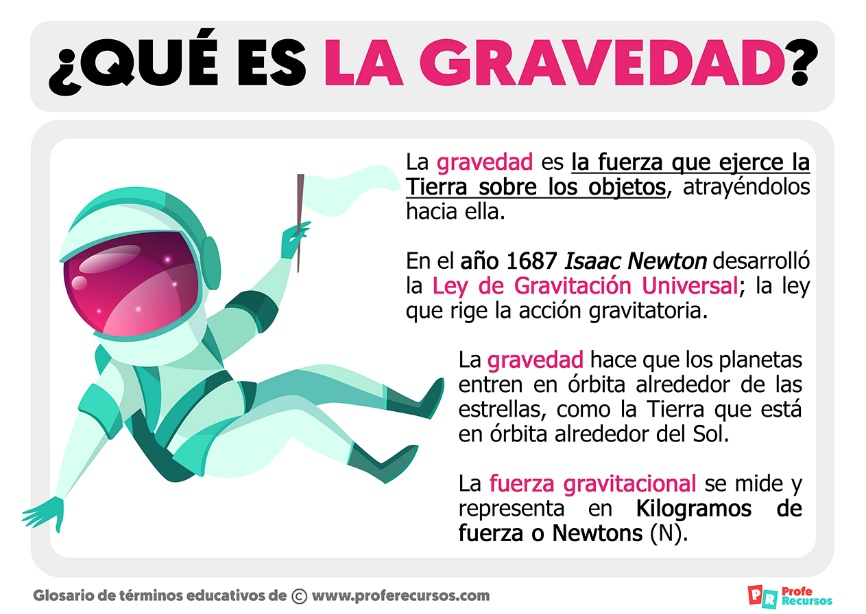 ¿QUÉ ES LA GRAVEDAD?
La gravedad es la fuerza que ejerce la
Tierra sobre los objetos, atrayéndolos
hacia ella.
En el año 1687 Isaac Newton desarrolló
la Ley de Gravitación Universal; la ley
que rige la acción gravitatoria.
La gravedad hace que los planetas
entren en órbita alrededor de las
estrellas, como la Tierra que está
en órbita alrededor del Sol.
La fuerza gravitacional se mide y
representa en Kilogramos de
fuerza o Newtons (N).
Glosario de términos educativos de © www.proferecursos.com
PR Profe
Recursos